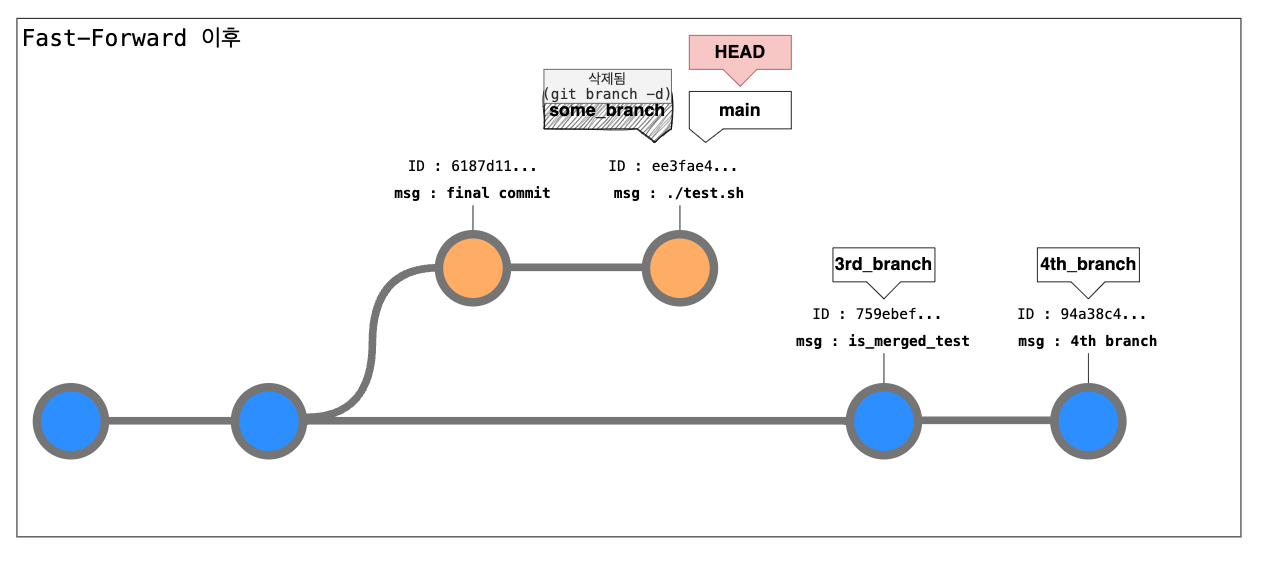 Fast-Forward 이후
HEAD
삭제됨
(git branch -d)
some_branch
main
ID : 6187d11...
msg : final commit
ID : ee3fae4...
msg : ./test.sh
3rd_branch
ID : 759ebef...
msg : is_merged_test
4th_branch
ID : 94a38c4...
msg : 4th branch